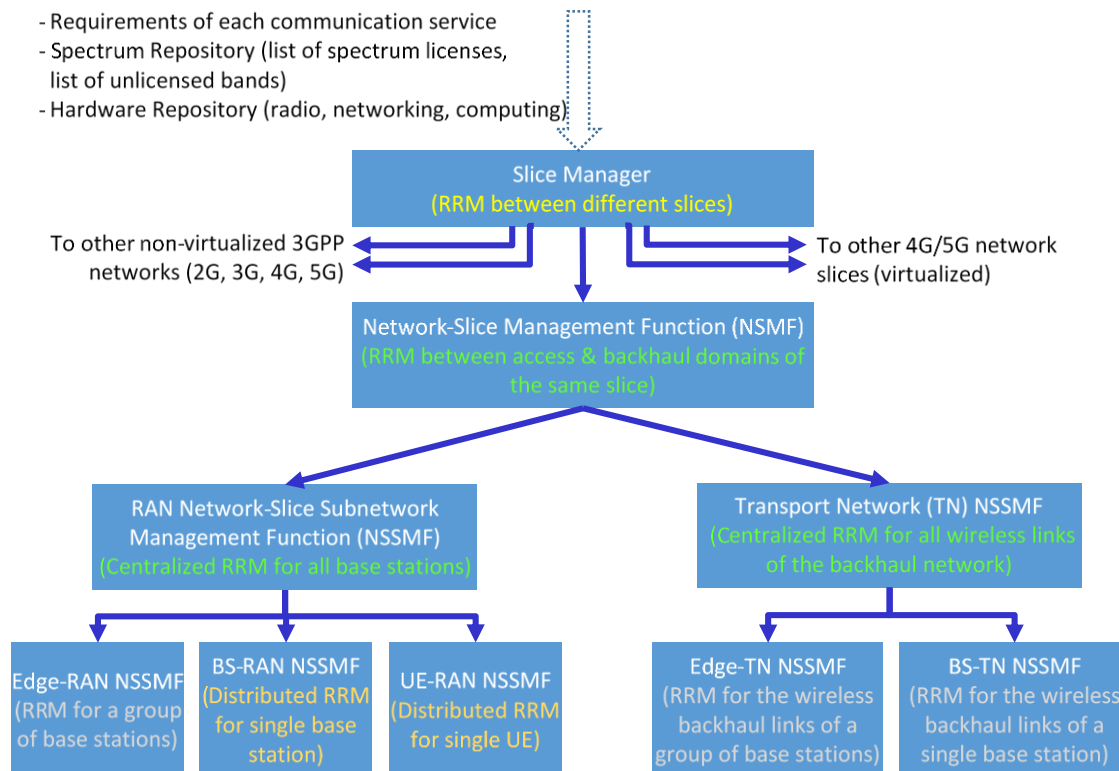 - Requirements of each communication service
- Spectrum Repository (list of spectrum licenses,
list of unlicensed bands)
- Hardware Repository (radio, networking, computing)
Slice Manager
(RRM between different slices)
To other non-virtualized 3GPP
networks (2G, 3G, 4G, 5G)
To other 4G/5G network
slices (virtualized)
Network-Slice Management Function (NSMF)
(RRM between access & backhaul domains of
the same slice)
RAN Network-Slice Subnetwork
Management Function (NSSMF)
(Centralized RRM for all base stations)
Transport Network (TN) NSSMF
(Centralized RRM for all wireless links
of the backhaul network)
Edge-RAN NSSMF
(RRM for a group
of base stations)
BS-RAN NSSMF
(Distributed RRM
for single base
station)
UE-RAN NSSMF
(Distributed RRM
for single UE)
Edge-TN NSSMF
(RRM for the wireless
backhaul links of a
group of base stations)
BS-TN NSSMF
(RRM for the wireless
backhaul links of a
single base station)